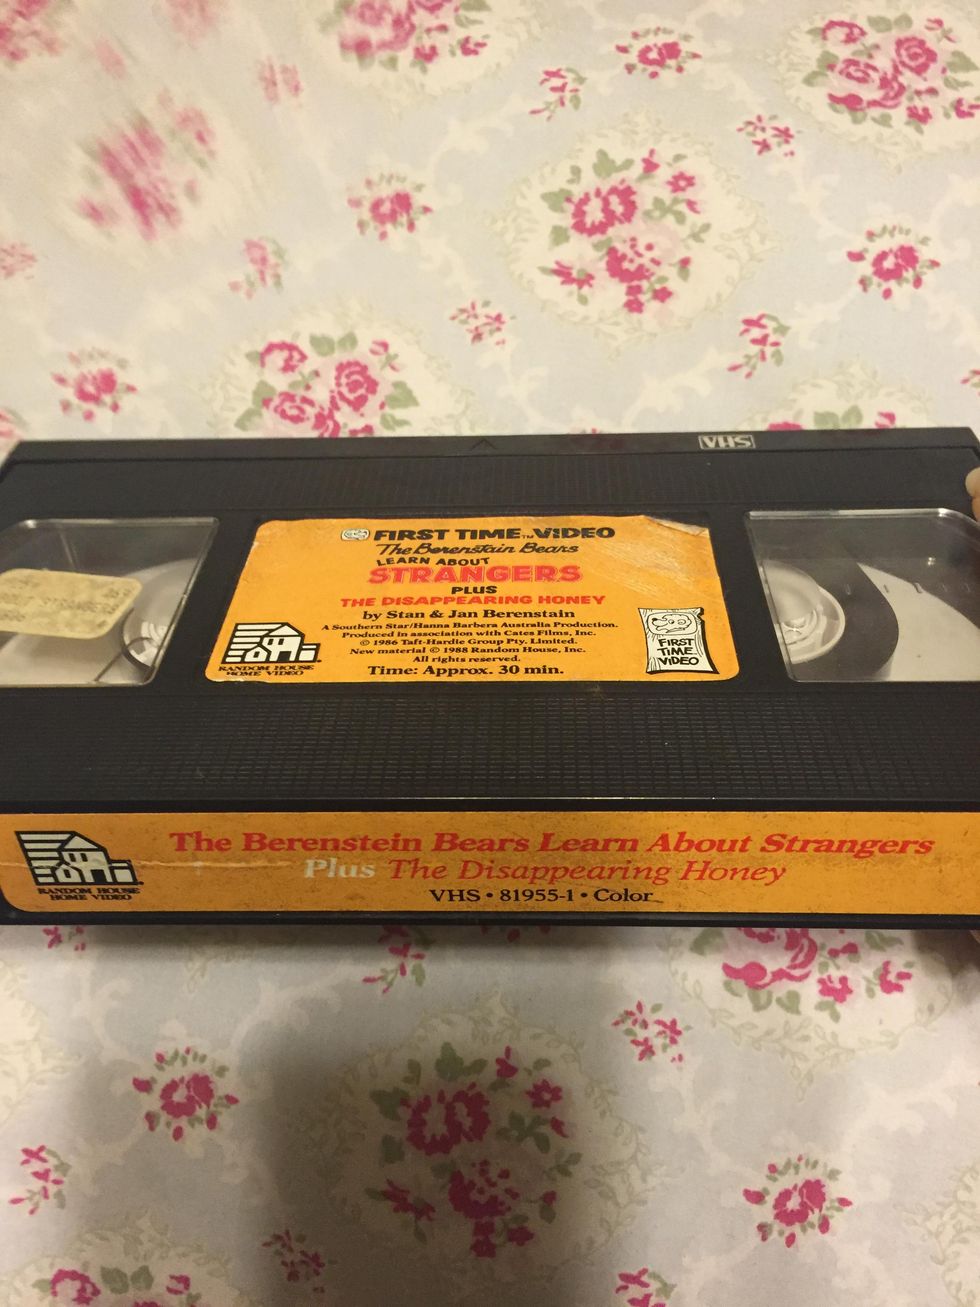 VHS
FIRST TIME™ VIDEO
The Berenstain Bears
LEARN ABOUT
STRANGERS
PLUS
THE DISAPPEARING HONEY
by Stan & Jan Berenstain
A Southern Star/Hanna Barbera Australia Production.
Produced in association with Cates Films, Inc.
© 1986 Taft-Hardie Group Pty. Limited.
New material © 1988 Random House, Inc.
All rights reserved.
Time: Approx. 30 min.
RANDOM HOUSE
HOME VIDEO
FIRST
TIME
VIDEO
RANDOM HOUSE
HOME VIDEO
The Berenstein Bears Learn About Strangers
Plus The Disappearing Honey
VHS • 81955-1 • Color